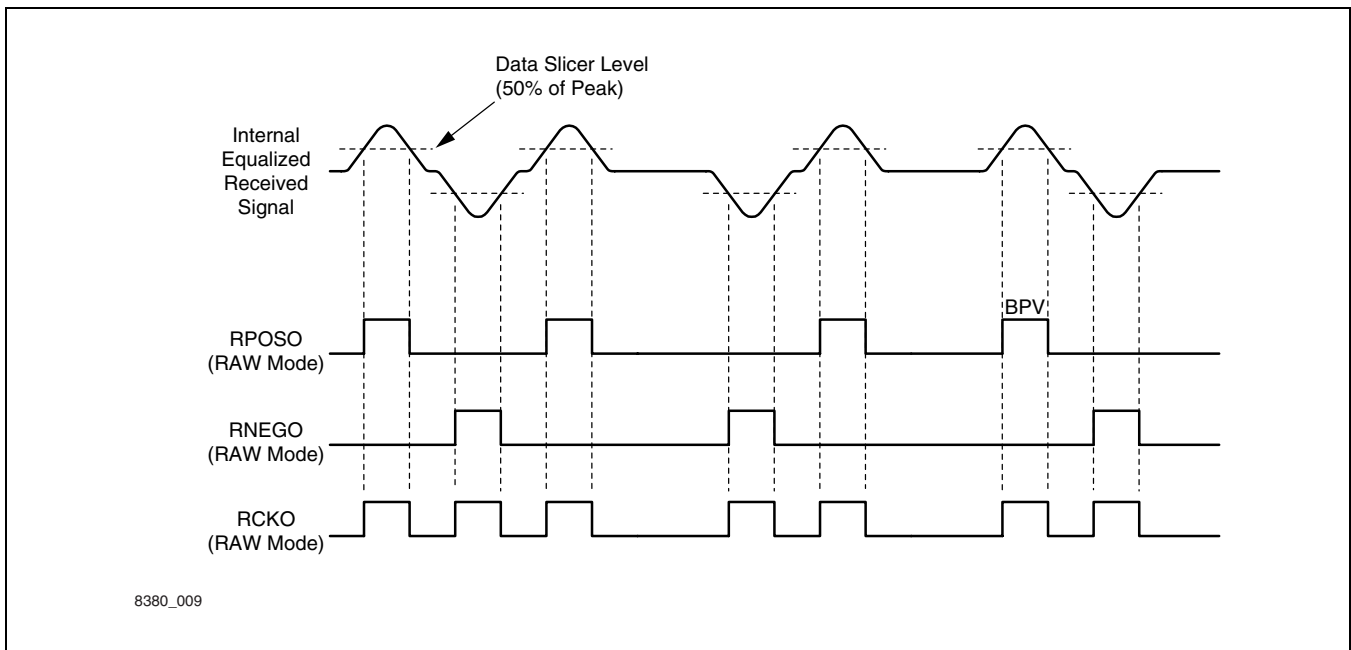 Data Slicer Level
(50% of Peak)
Internal
Equalized
Received
Signal
BPV
RPOSO
(RAW Mode)
RNEGO
(RAW Mode)
RCKO
(RAW Mode)
8380_009